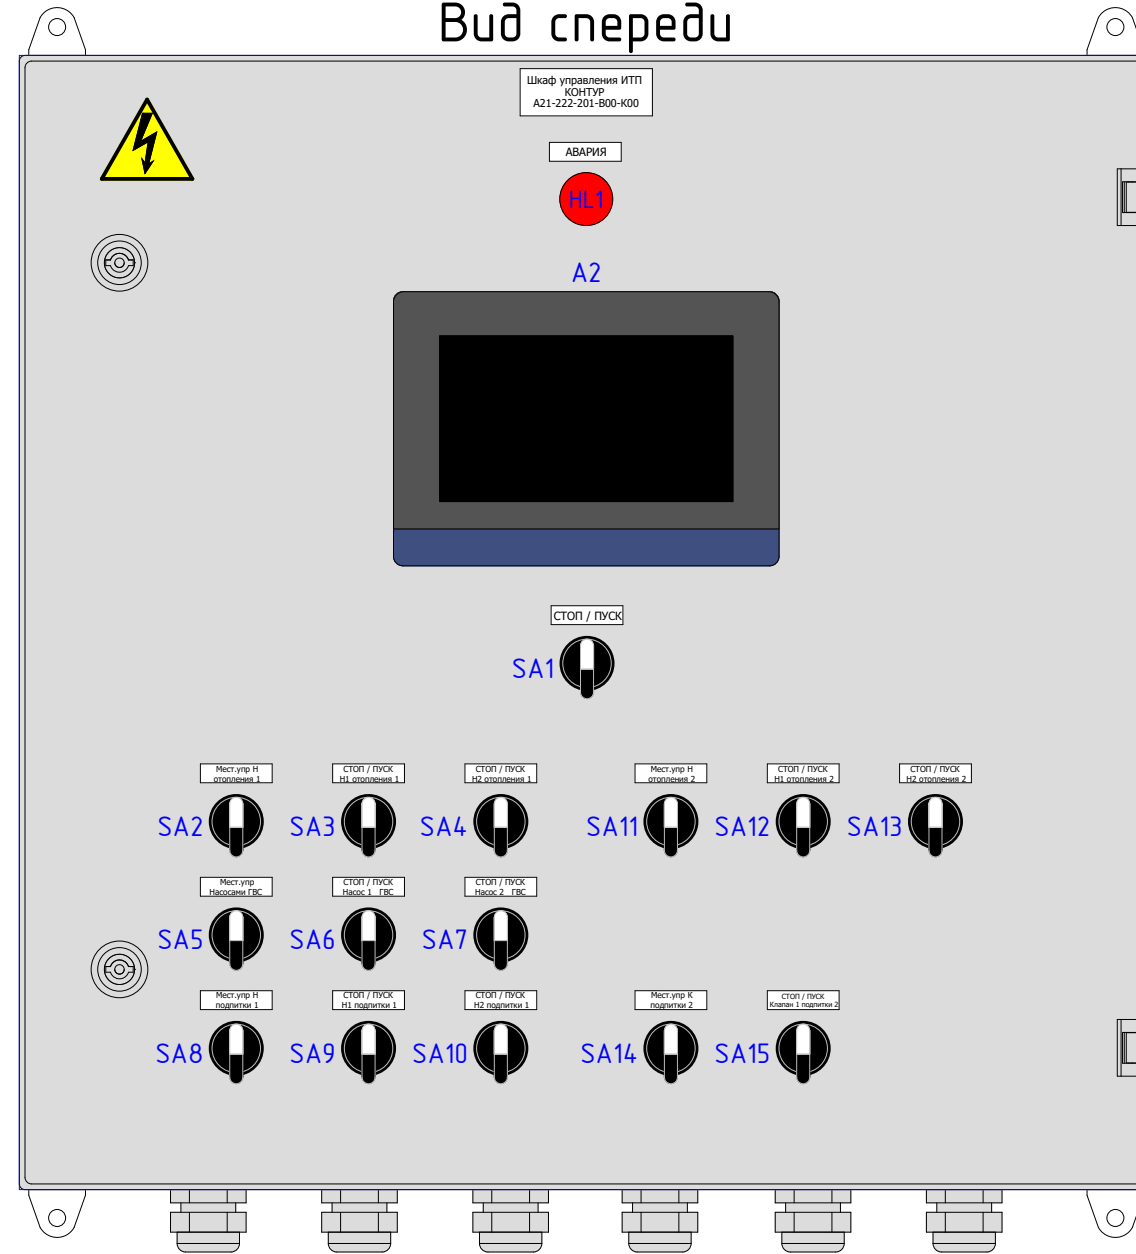 Вид спереди
Шкаф управления ИТП
КОНТУР
А21-222-201-В00-К00
АВАРИЯ
HL1
A2
СТОП / ПУСК
SA1
Мест.упр Н
отопления 1
СТОП / ПУСК
Н1 отопления 1
СТОП / ПУСК
Н2 отопления 1
Мест.упр Н
отопления 2
СТОП / ПУСК
Н1 отопления 2
СТОП / ПУСК
Н2 отопления 2
SA2
SA3
SA4
SA11
SA12
SA13
Мест.упр
Насосами ГВС
СТОП / ПУСК
Насос 1 ГВС
СТОП / ПУСК
Насос 2 ГВС
SA5
SA6
SA7
Мест.упр Н
подпитки 1
СТОП / ПУСК
Н1 подпитки 1
СТОП / ПУСК
Н2 подпитки 1
Мест.упр К
подпитки 2
СТОП / ПУСК
Клапан 1 подпитки 2
SA8
SA9
SA10
SA14
SA15